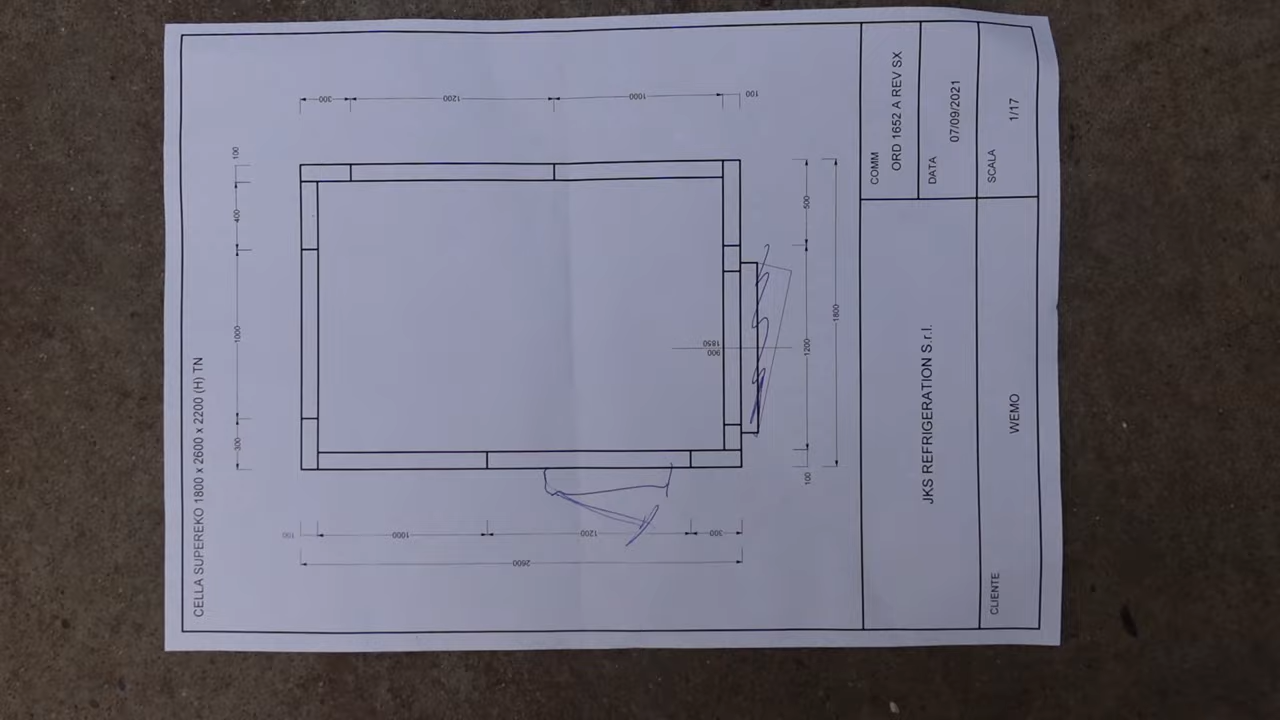 CELLA SUPEREKO 1800 x 2600 x 2200 (H) TN
100
400
1000
300
300
1200
1000
100
100
1000
1200
300
2600
900
1850
500
1200
100
1800
COMM
ORD 1652 A REV SX
DATA
07/09/2021
SCALA
1/17
JKS REFRIGERATION S.r.l.
CLIENTE
WEMO